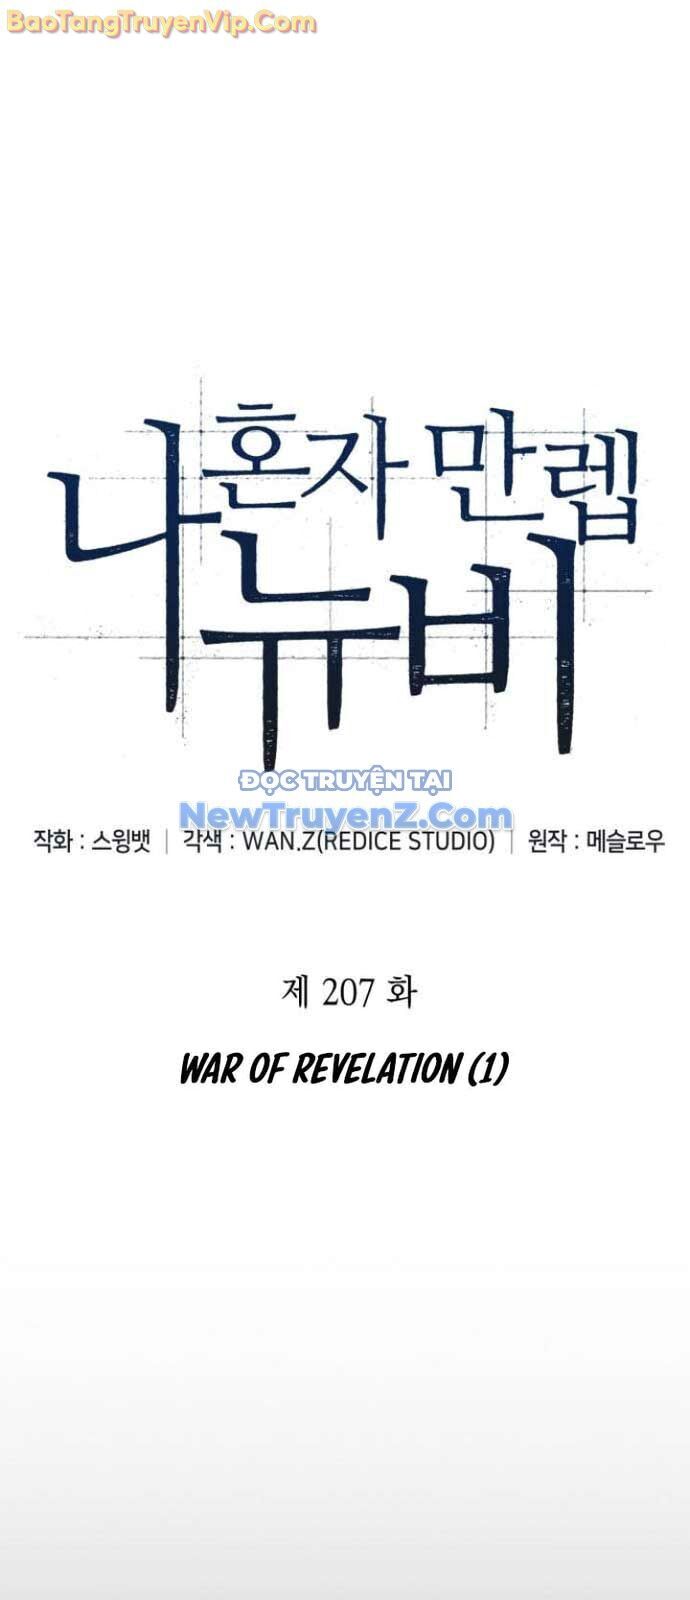 BaoTangTruyenVip.Com
나 혼자 만렙
뉴비
ĐỌC TRUYỆN TẠI
NewTruyenZ.Com
작화 : 스윙뱃 | 각색 : WAN.Z(REDICE STUDIO) | 원작 : 메슬로우
제 207 화
WAR OF REVELATION (1)